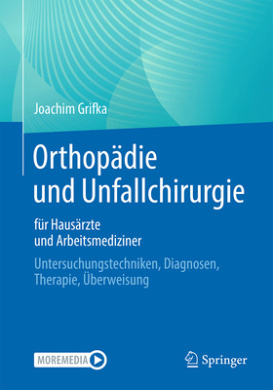 Joachim Grifka
Orthopädie
und Unfallchirurgie
für Hausärzte
und Arbeitsmediziner
Untersuchungstechniken, Diagnosen,
Therapie, Überweisung
MOREMEDIA
Springer